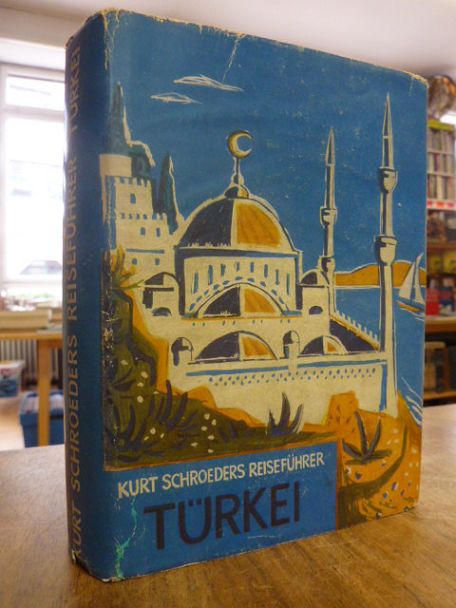 KURT SCHROEDERS REISEFÜHRER TÜRKEI
KURT SCHROEDERS REISEFÜHRER
TÜRKEI